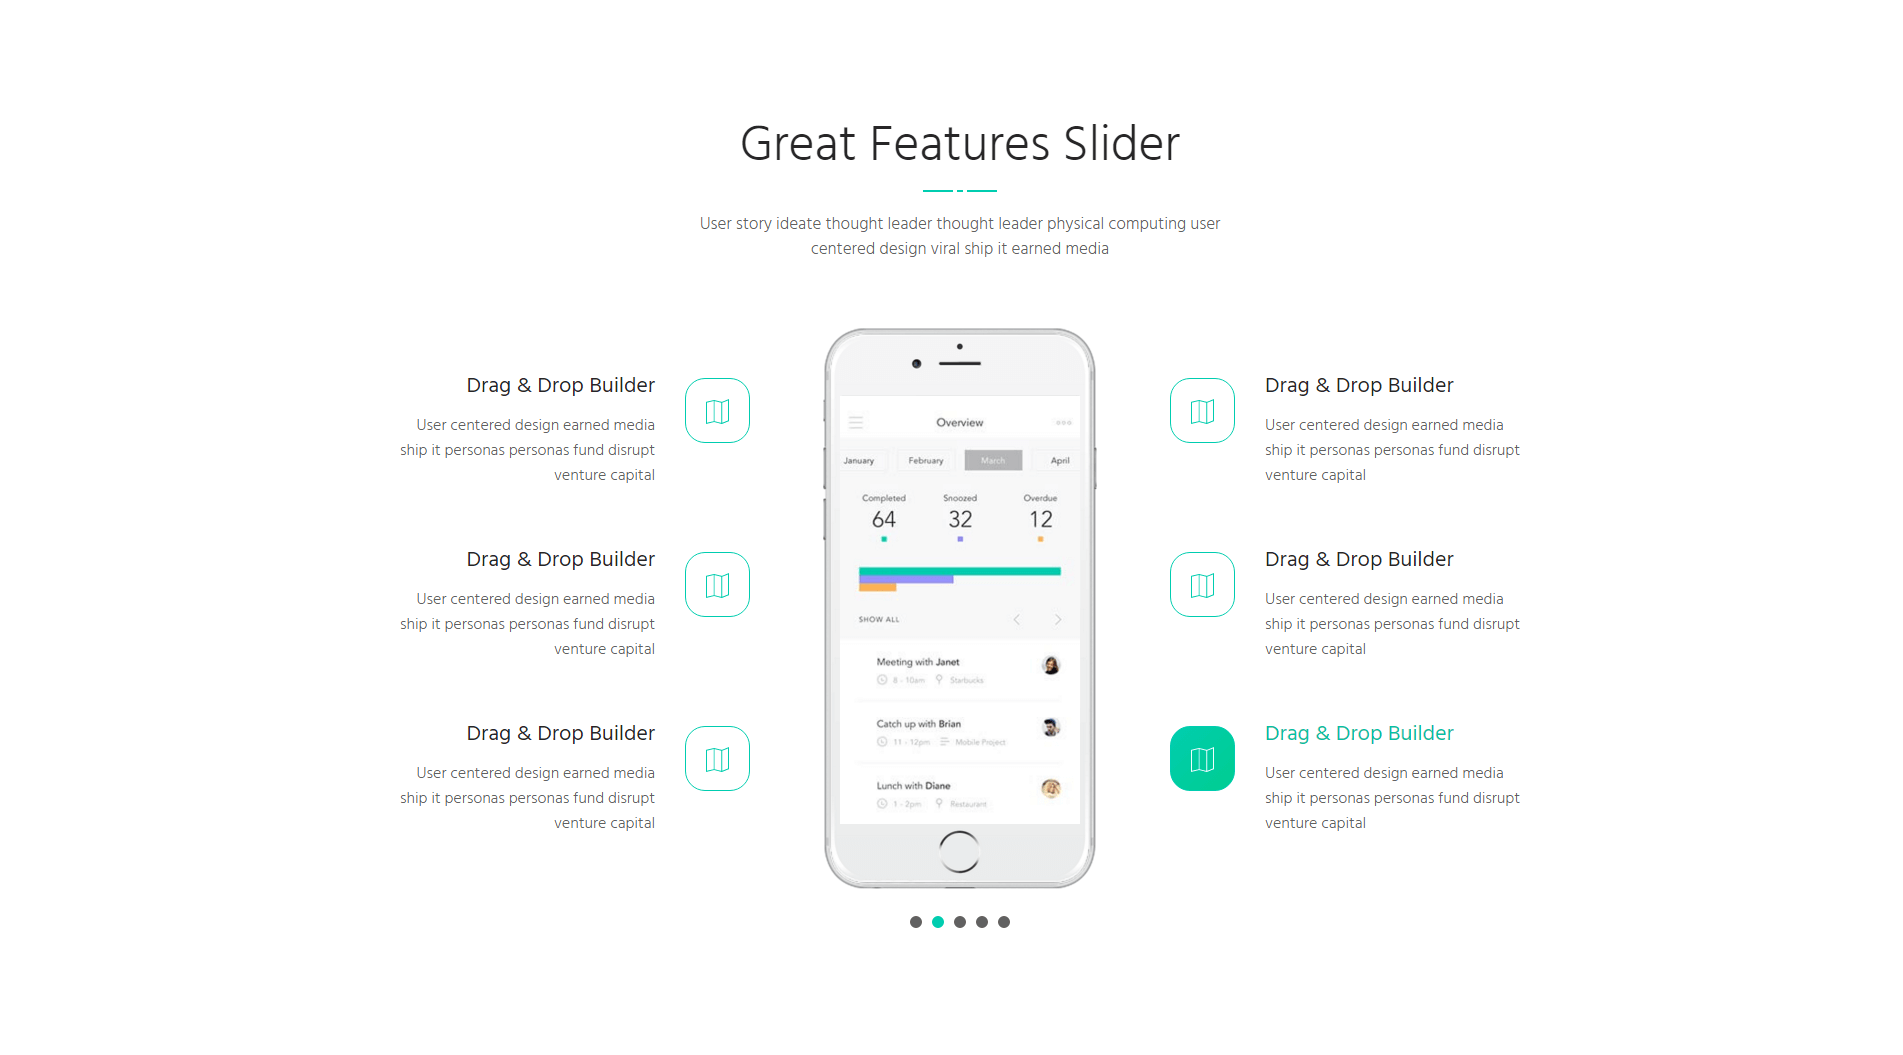 Great Features Slider
User story ideate thought leader thought leader physical computing user
centered design viral ship it earned media
Drag & Drop Builder
User centered design earned media
ship it personas personas fund disrupt
venture capital
Drag & Drop Builder
User centered design earned media
ship it personas personas fund disrupt
venture capital
Drag & Drop Builder
User centered design earned media
ship it personas personas fund disrupt
venture capital
Overview
January February March April
Completed Snoozed Overdue
64 32 12
SHOW ALL
Meeting with Janet
8 - 10am Starbucks
Catch up with Brian
11 - 12pm Mobile Project
Lunch with Diane
1 - 2pm Restaurant
Drag & Drop Builder
User centered design earned media
ship it personas personas fund disrupt
venture capital
Drag & Drop Builder
User centered design earned media
ship it personas personas fund disrupt
venture capital
Drag & Drop Builder
User centered design earned media
ship it personas personas fund disrupt
venture capital